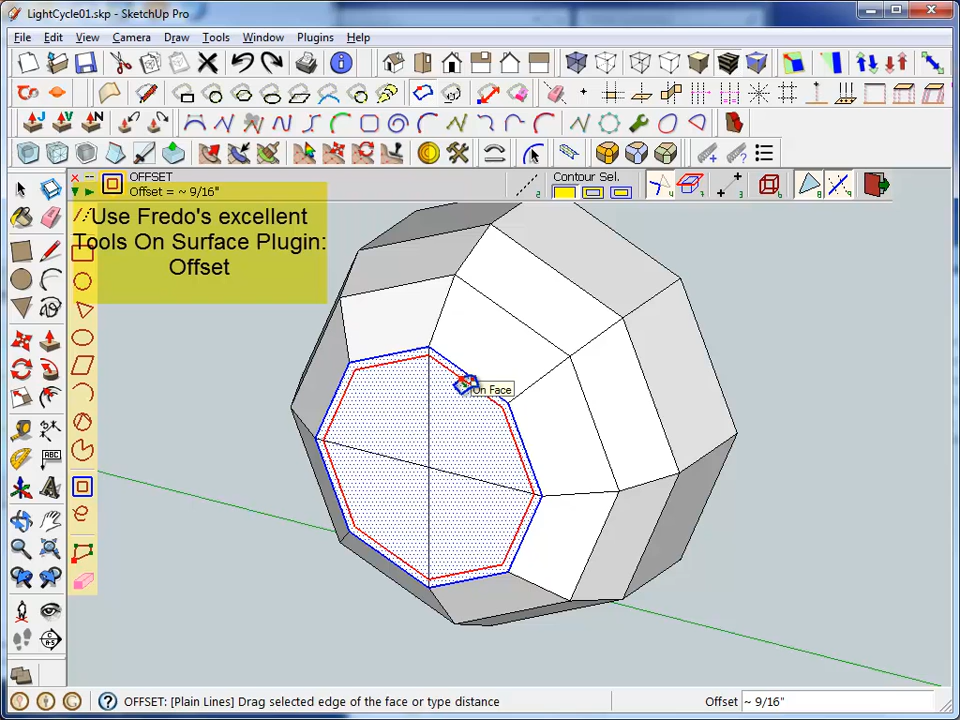 LightCycle01.skp - SketchUp Pro
File Edit View Camera Draw Tools Window Plugins Help
OFFSET
Offset = ~ 9/16"
Contour Sel.
Use Fredo's excellent
Tools On Surface Plugin:
Offset
On Face
OFFSET: [Plain Lines] Drag selected edge of the face or type distance
Offset ~ 9/16"